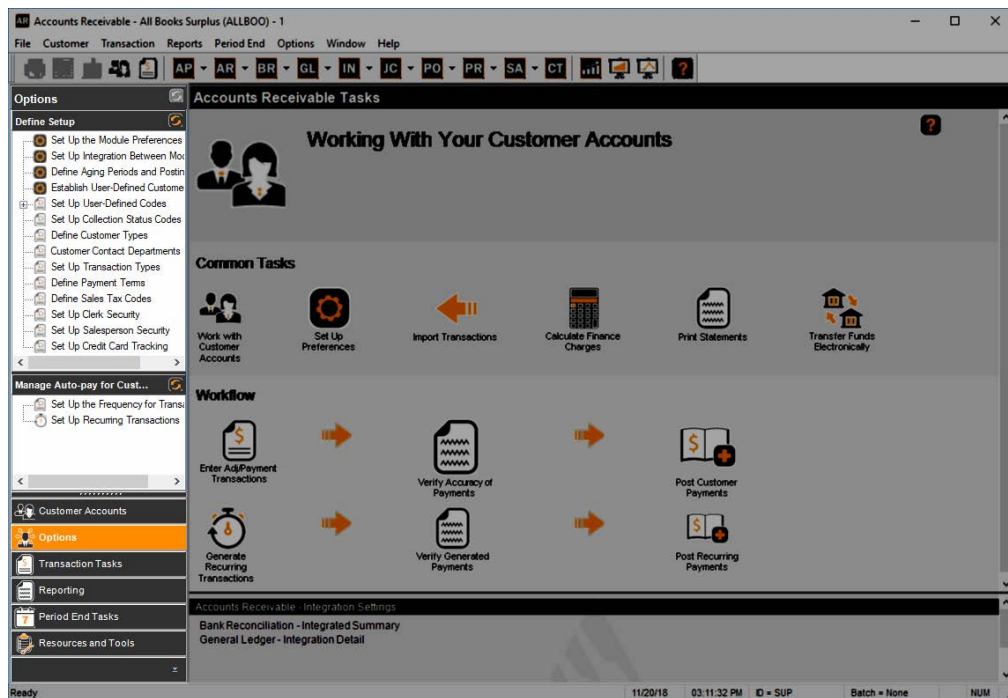 AR Accounts Receivable - All Books Surplus (ALLBOO) - 1
File Customer Transaction Reports Period End Options Window Help
AP AR BR GL IN JC PO PR SA CT ?
Options
Accounts Receivable Tasks
Define Setup
Set Up the Module Preferences
Set Up Integration Between Mo
Define Aging Periods and Postin
Establish User-Defined Custome
Set Up User-Defined Codes
Set Up Collection Status Codes
Define Customer Types
Customer Contact Departments
Set Up Transaction Types
Define Payment Terms
Define Sales Tax Codes
Set Up Clerk Security
Set Up Salesperson Security
Set Up Credit Card Tracking
Manage Auto-pay for Cust...
Set Up the Frequency for Transa
Set Up Recurring Transactions
Customer Accounts
Options
Transaction Tasks
Reporting
7 Period End Tasks
Resources and Tools
Working With Your Customer Accounts
?
Common Tasks
Work with
Customer
Accounts
Set Up
Preferences
Import Transactions
Calculate Finance
Charges
Print Statements
Transfer Funds
Electronically
Workflow
Enter Adj/Payment
Transactions
Verify Accuracy of
Payments
Post Customer
Payments
Generate
Recurring
Transactions
Verify Generated
Payments
Post Recurring
Payments
Accounts Receivable - Integration Settings
Bank Reconciliation - Integrated Summary
General Ledger - Integration Detail
Ready 11/20/18 03:11:32 PM ID = SUP Batch = None NUM